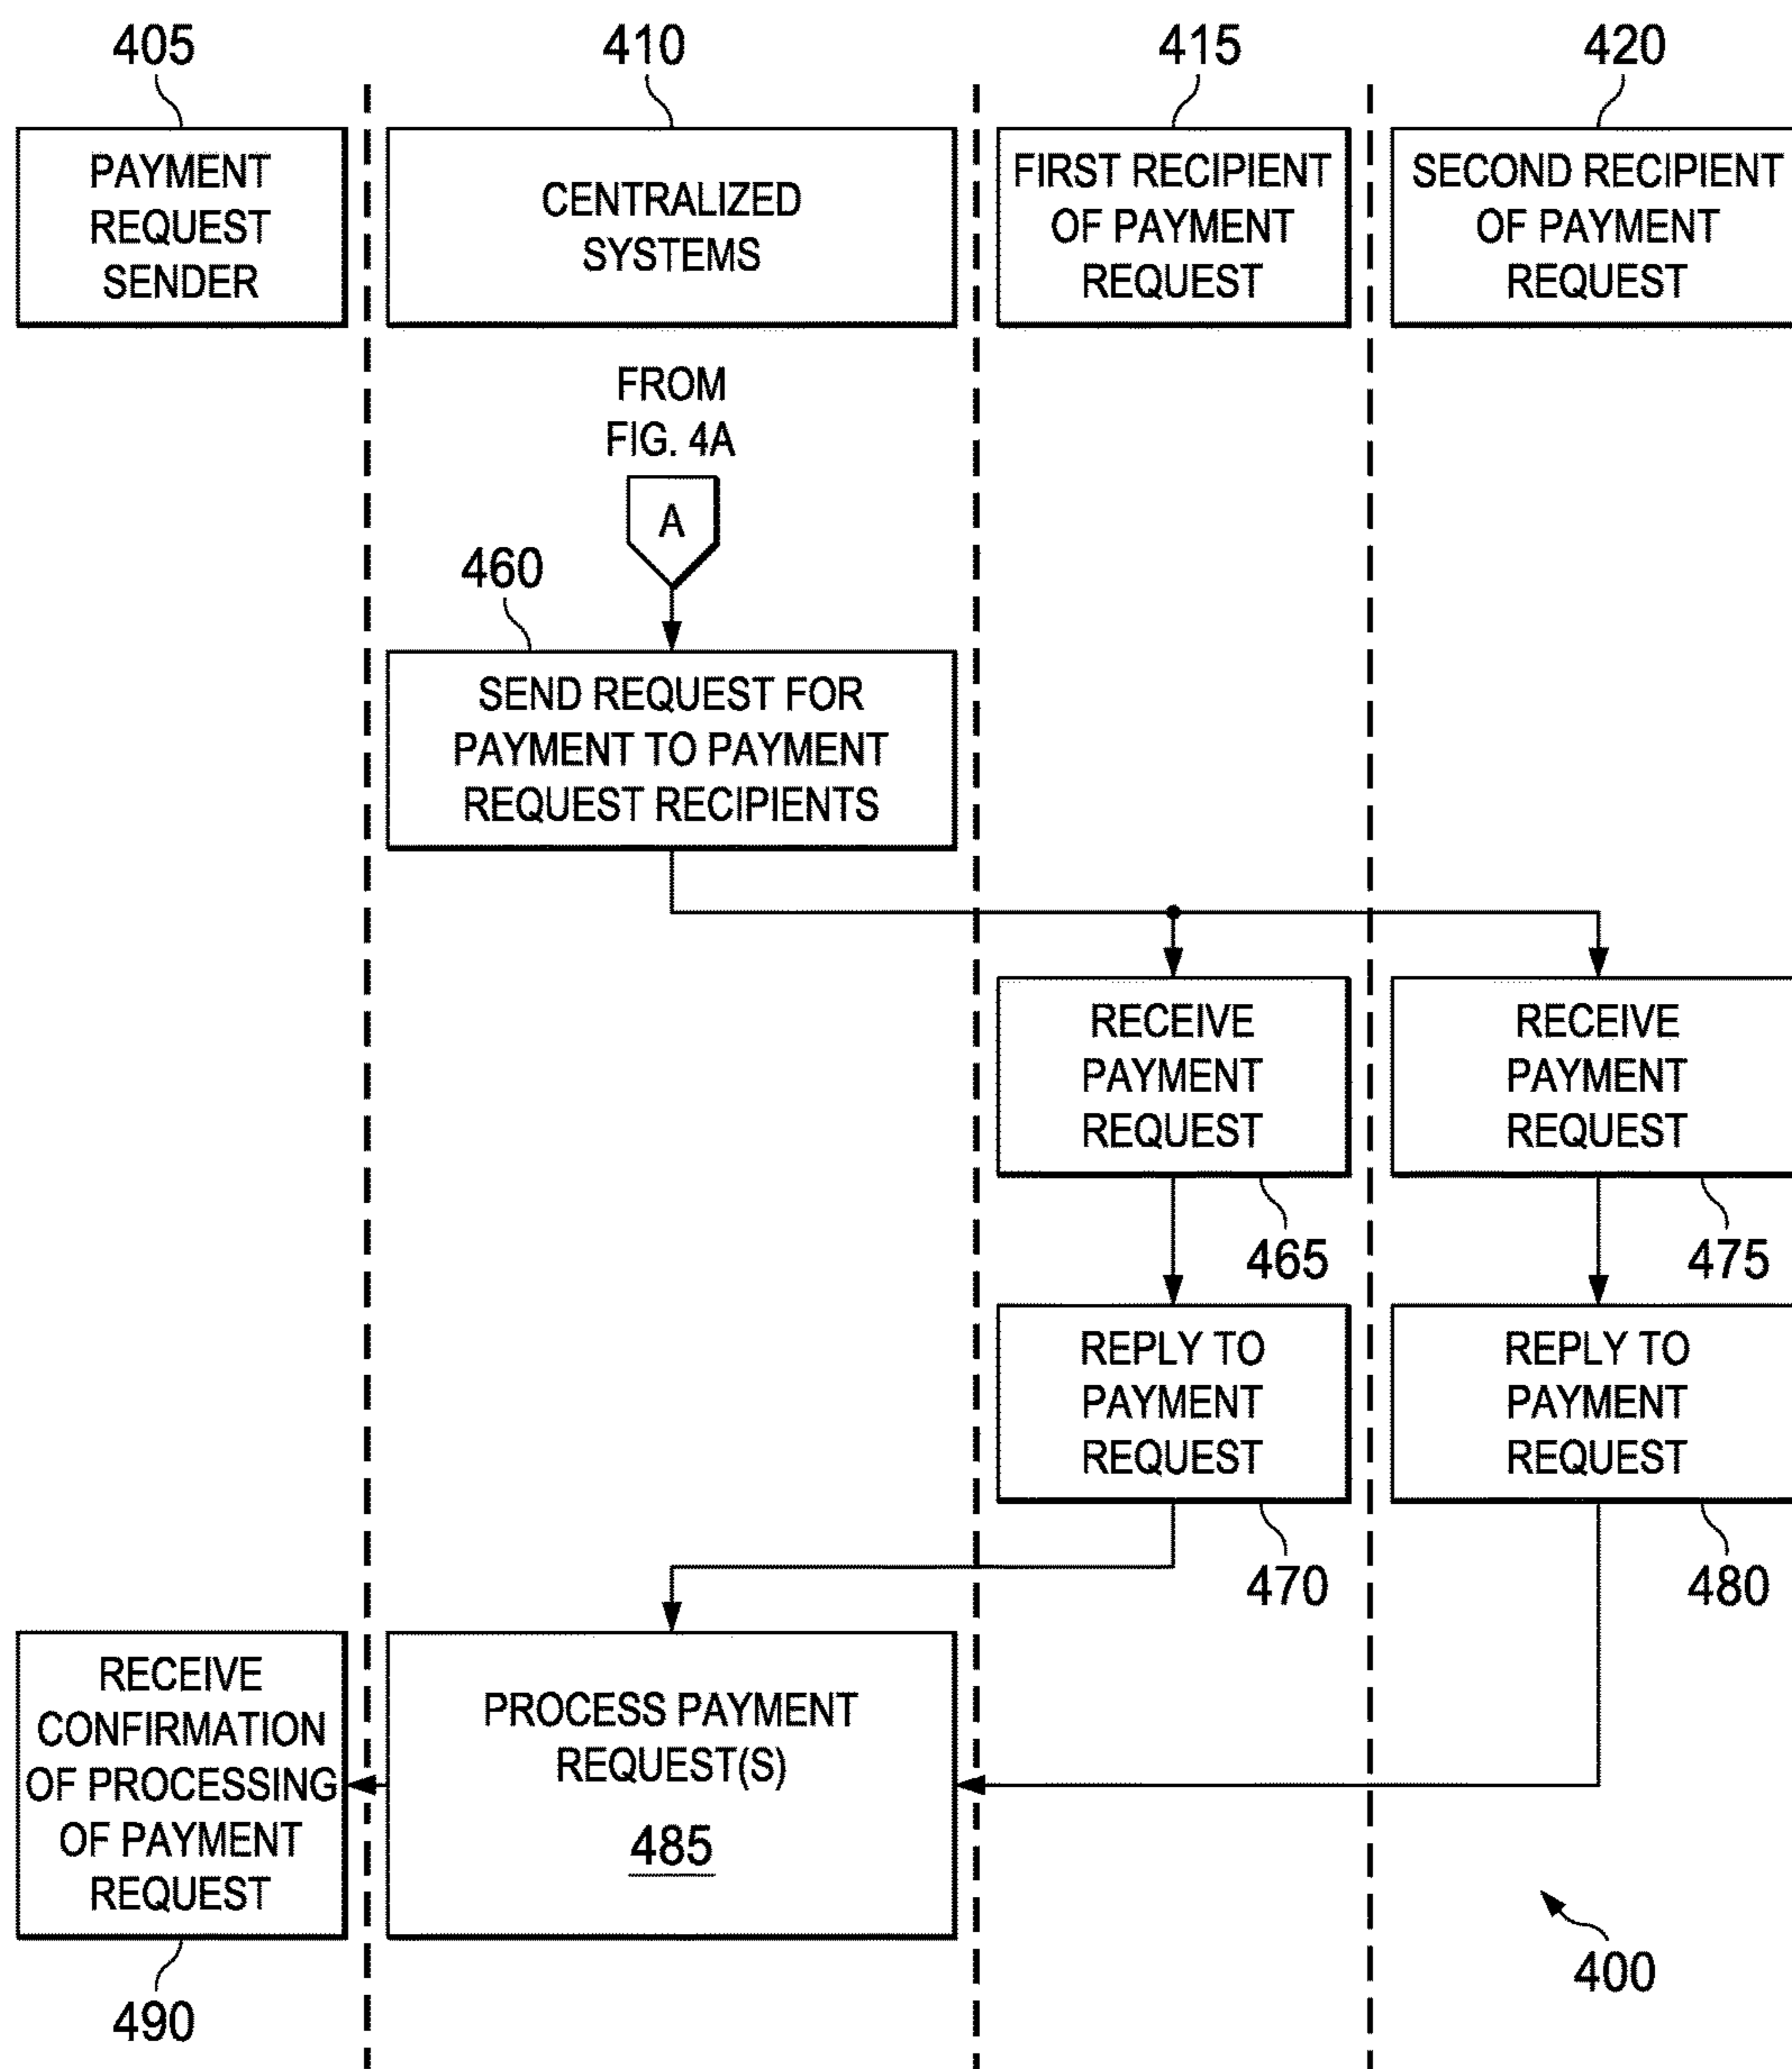 405
410
415
420
PAYMENT
REQUEST
SENDER
CENTRALIZED
SYSTEMS
FIRST RECIPIENT
OF PAYMENT
REQUEST
SECOND RECIPIENT
OF PAYMENT
REQUEST
FROM
FIG. 4A
A
460
SEND REQUEST FOR
PAYMENT TO PAYMENT
REQUEST RECIPIENTS
RECEIVE
PAYMENT
REQUEST
465
RECEIVE
PAYMENT
REQUEST
475
REPLY TO
PAYMENT
REQUEST
470
REPLY TO
PAYMENT
REQUEST
480
RECEIVE
CONFIRMATION
OF PROCESSING
OF PAYMENT
REQUEST
490
PROCESS PAYMENT
REQUEST(S)
485
400